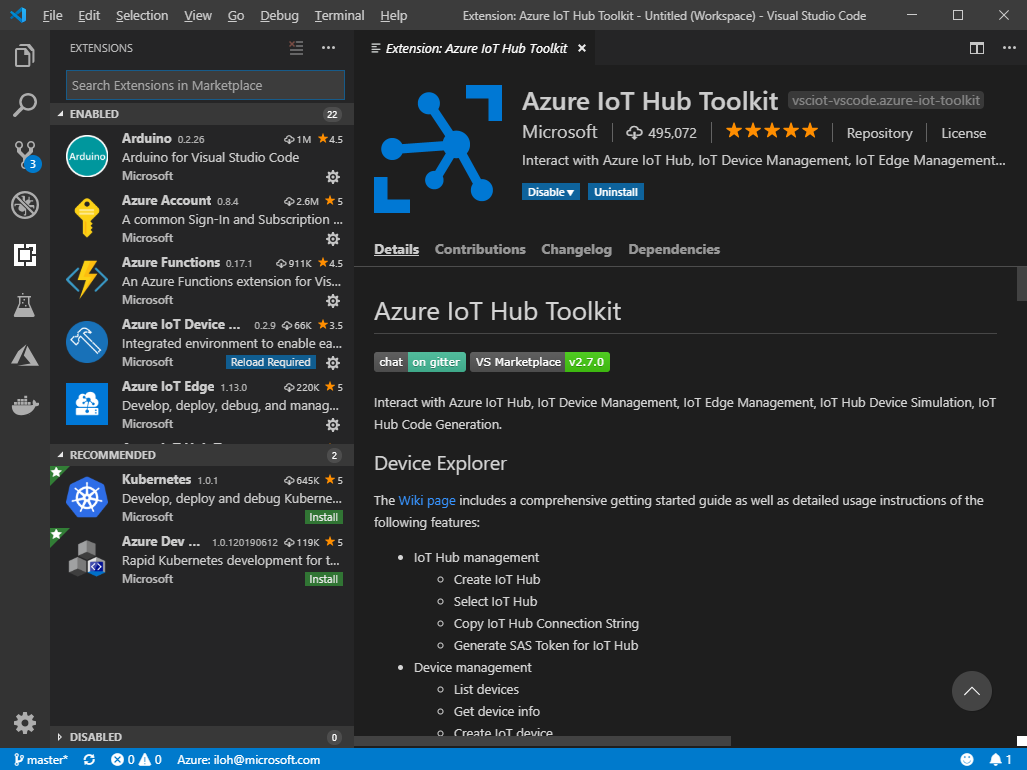 File Edit Selection View Go Debug Terminal Help Extension: Azure IoT Hub Toolkit - Untitled (Workspace) - Visual Studio Code
EXTENSIONS
Extension: Azure IoT Hub Toolkit
Search Extensions in Marketplace
ENABLED 22
Arduino 0.2.26 1M 4.5
Arduino
Arduino for Visual Studio Code
Microsoft
Azure Account 0.8.4 2.6M 5
A common Sign-In and Subscription ...
Microsoft
Azure Functions 0.17.1 911K 4.5
An Azure Functions extension for Vis...
Microsoft
Azure IoT Device ... 0.2.9 66K 3.5
Integrated environment to enable ea...
Microsoft Reload Required
Azure IoT Edge 1.13.0 220K 5
Develop, deploy, debug, and manag...
Microsoft
RECOMMENDED 2
Kubernetes 1.0.1 645K 5
Develop, deploy and debug Kuberne...
Microsoft Install
Azure Dev ... 1.0.120190612 119K 5
Rapid Kubernetes development for t...
Microsoft Install
DISABLED 0
3
Azure IoT Hub Toolkit vsciot-vscode.azure-iot-toolkit
Microsoft 495,072 Repository License
Interact with Azure IoT Hub, IoT Device Management, IoT Edge Management...
Disable Uninstall
Details Contributions Changelog Dependencies
Azure IoT Hub Toolkit
chat on gitter VS Marketplace v2.7.0
Interact with Azure IoT Hub, IoT Device Management, IoT Edge Management, IoT Hub Device Simulation, IoT
Hub Code Generation.
Device Explorer
The Wiki page includes a comprehensive getting started guide as well as detailed usage instructions of the
following features:
IoT Hub management
Create IoT Hub
Select IoT Hub
Copy IoT Hub Connection String
Generate SAS Token for IoT Hub
Device management
List devices
Get device info
Create IoT device
master* 0 0 Azure: iloh@microsoft.com 1